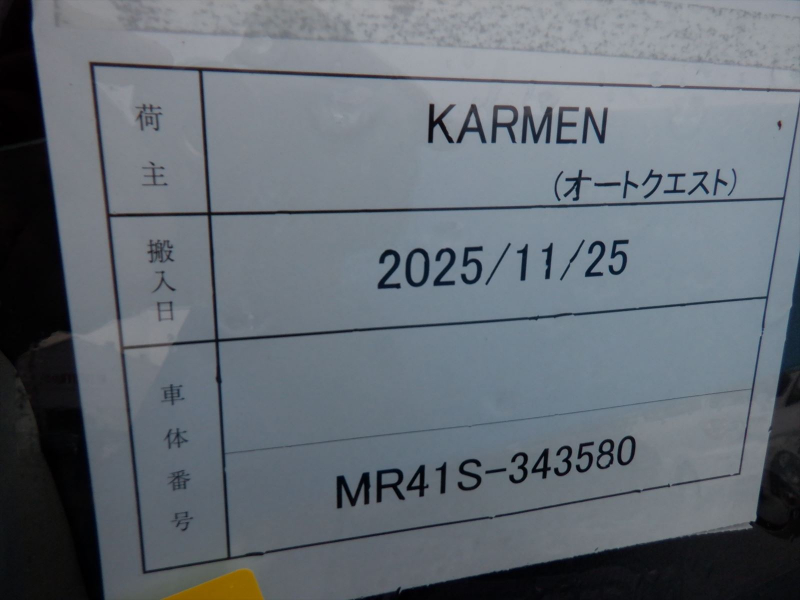 荷主
KARMEN
(オートクエスト)
搬入日
2025/11/25
車体番号
MR41S-343580